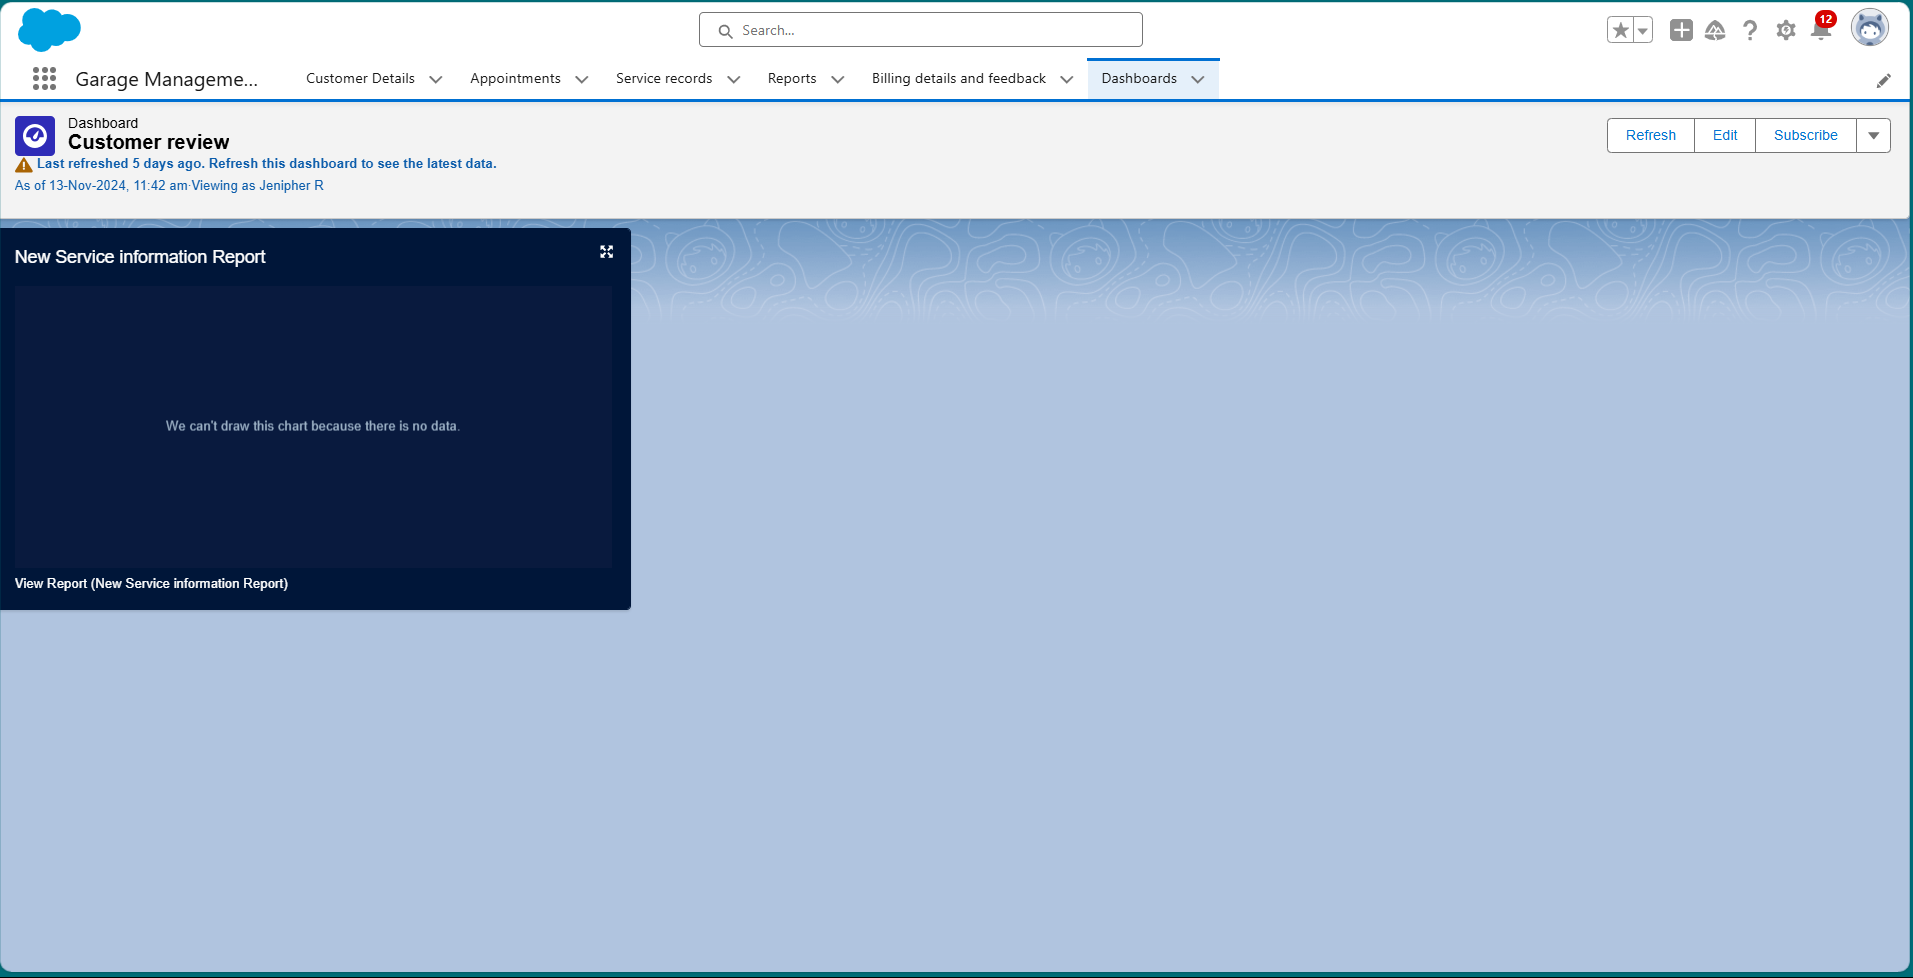 Search...
12
Garage Manageme...
Customer Details
Appointments
Service records
Reports
Billing details and feedback
Dashboards
Dashboard
Customer review
Last refreshed 5 days ago. Refresh this dashboard to see the latest data.
As of 13-Nov-2024, 11:42 am·Viewing as Jenipher R
Refresh
Edit
Subscribe
New Service information Report
We can't draw this chart because there is no data.
View Report (New Service information Report)